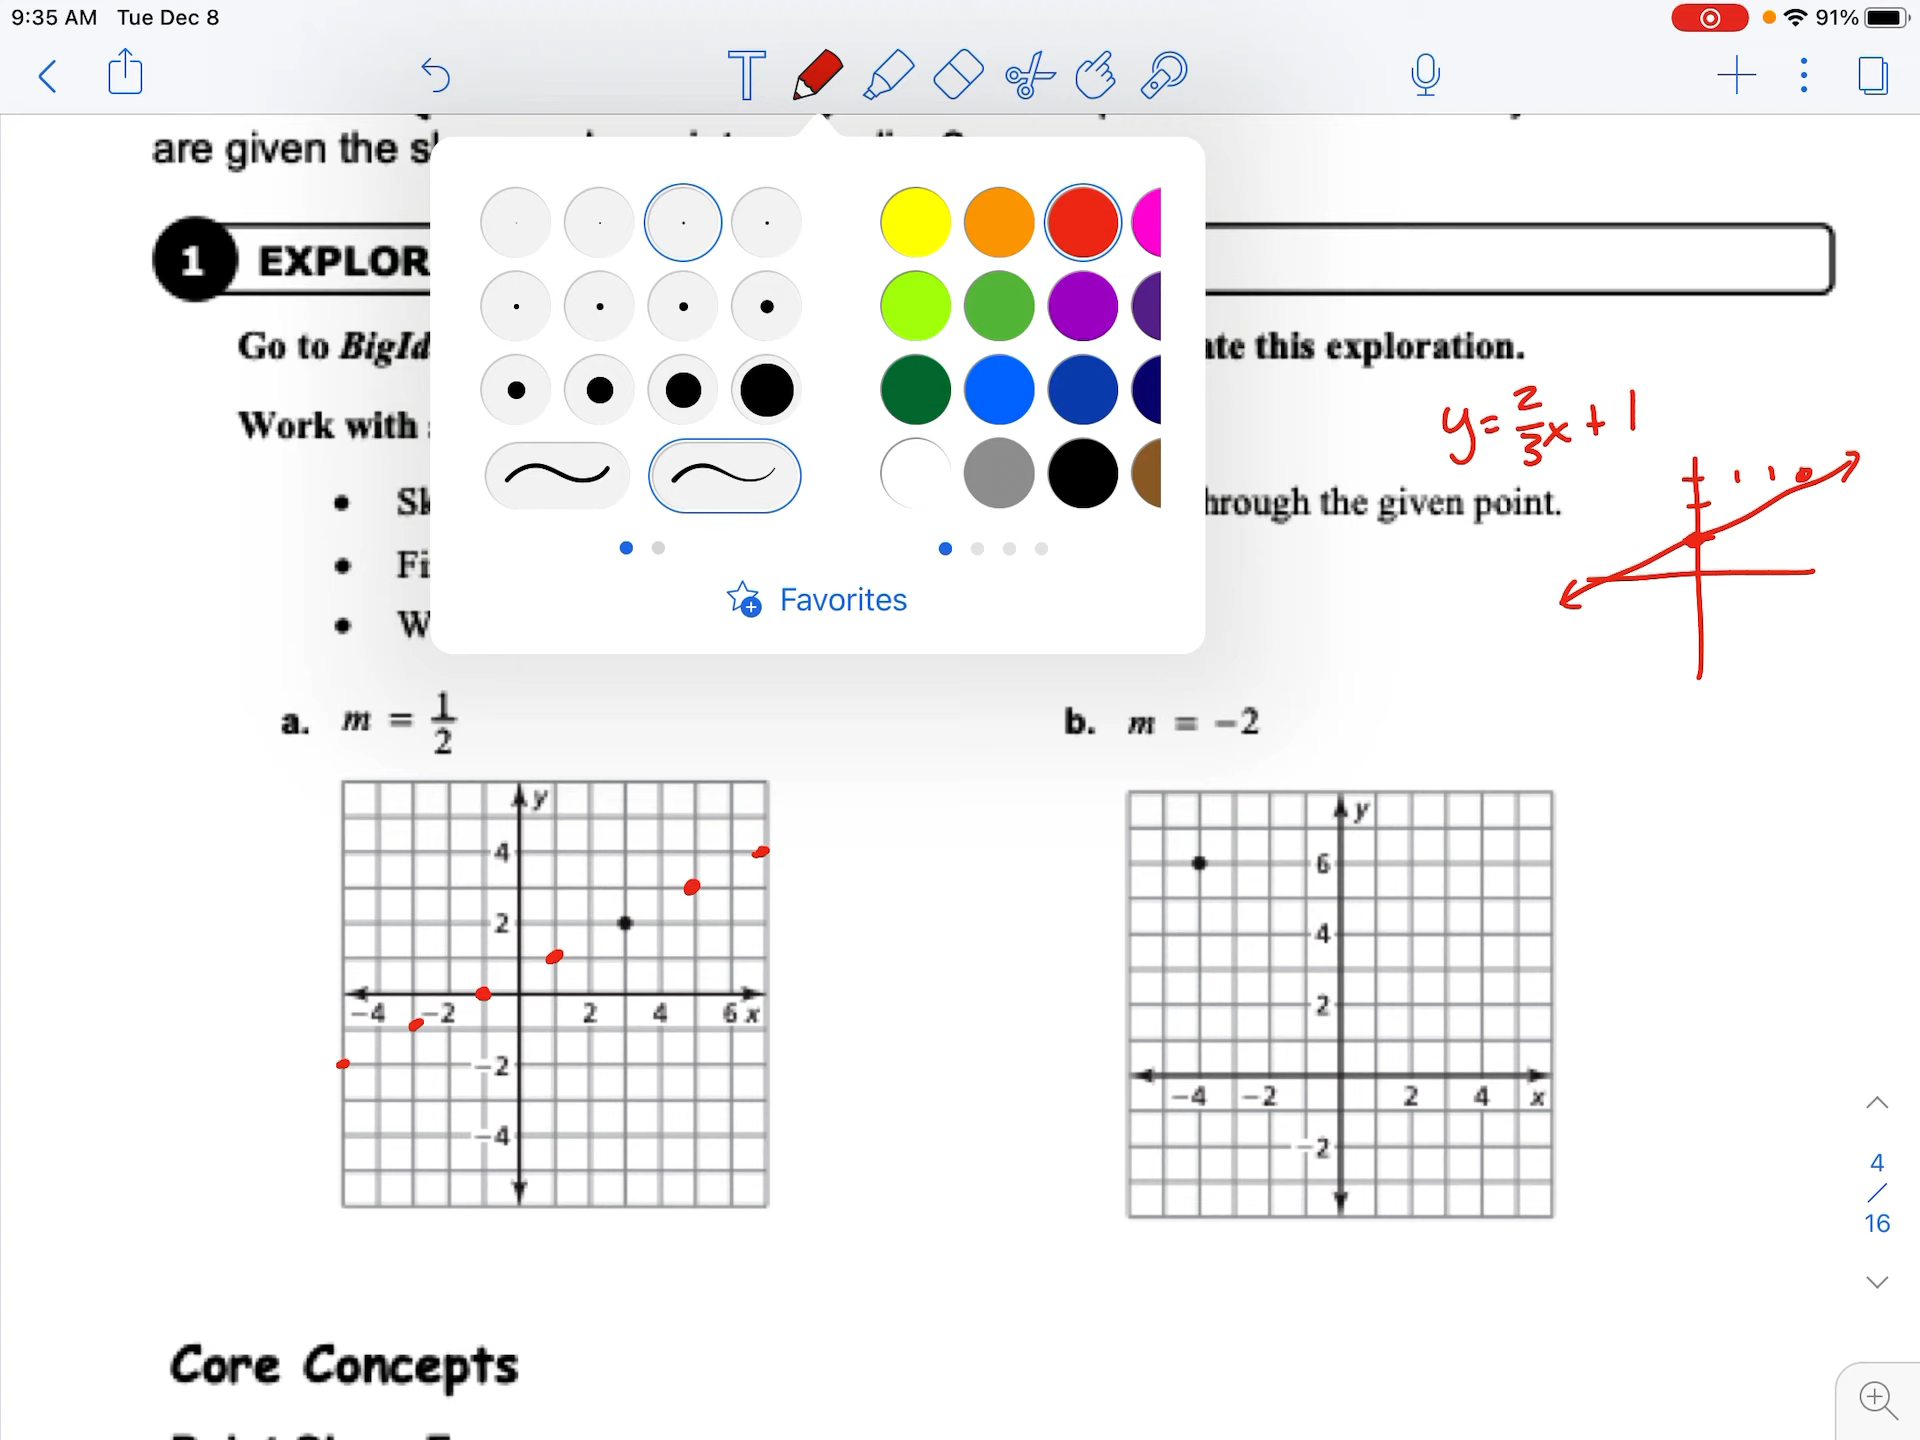 9:35 AM Tue Dec 8 91%
T
are given the sl
1 EXPLOR
Go to BigId ate this exploration.
y = 2/3x + 1
Work with
Sk hrough the given point.
Fi
W
Favorites
a. m = 1/2
b. m = −2
y
4
2
−4 −2 2 4 6 x
−2
−4
y
6
4
2
−4 −2 2 4 x
−2
4
/
16
Core Concepts